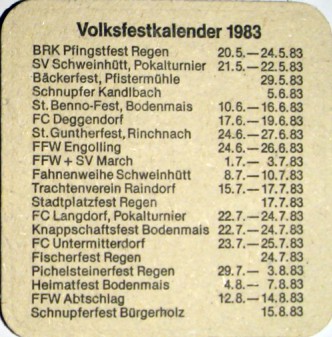 Volksfestkalender 1983
BRK Pfingstfest Regen 20.5.—24.5.83
SV Schweinhütt, Pokalturnier 21.5.—22.5.83
Bäckerfest, Pfistermühle 29.5.83
Schnupfer Kandlbach 5.6.83
St. Benno-Fest, Bodenmais 10.6.—16.6.83
FC Deggendorf 17.6.—19.6.83
St. Guntherfest, Rinchnach 24.6.—27.6.83
FFW Engolling 24.6.—26.6.83
FFW + SV March 1.7.— 3.7.83
Fahnenweihe Schweinhütt 8.7.—10.7.83
Trachtenverein Raindorf 15.7.—17.7.83
Stadtplatzfest Regen 17.7.83
FC Langdorf, Pokalturnier 22.7.—24.7.83
Knappschaftsfest Bodenmais 22.7.—24.7.83
FC Untermitterdorf 23.7.—25.7.83
Fischerfest Regen 24.7.83
Pichelsteinerfest Regen 29.7.— 3.8.83
Heimatfest Bodenmais 4.8.— 7.8.83
FFW Abtschlag 12.8.—14.8.83
Schnupferfest Bürgerholz 15.8.83